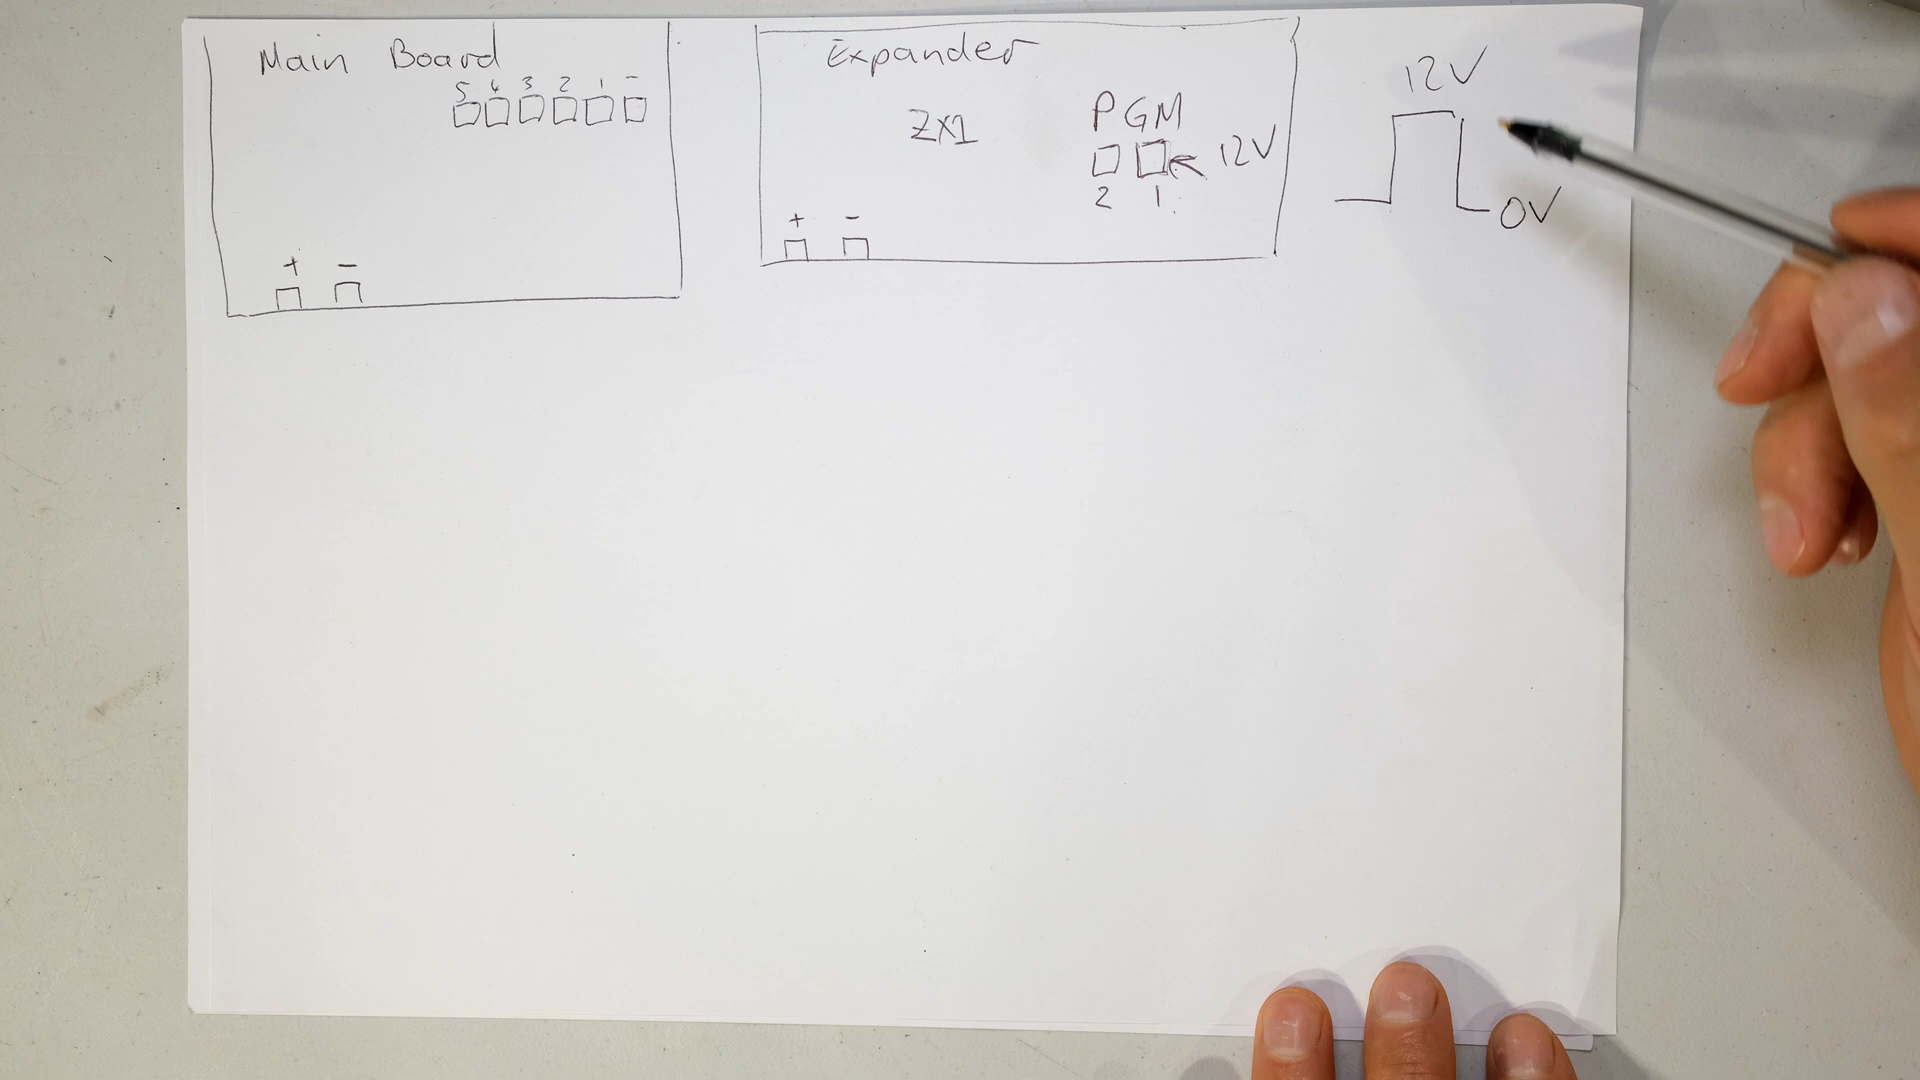 Main Board
5 4 3 2 1 -
+ -
Expander
ZX1
PGM
12V
2 1
+ -
12V
0V